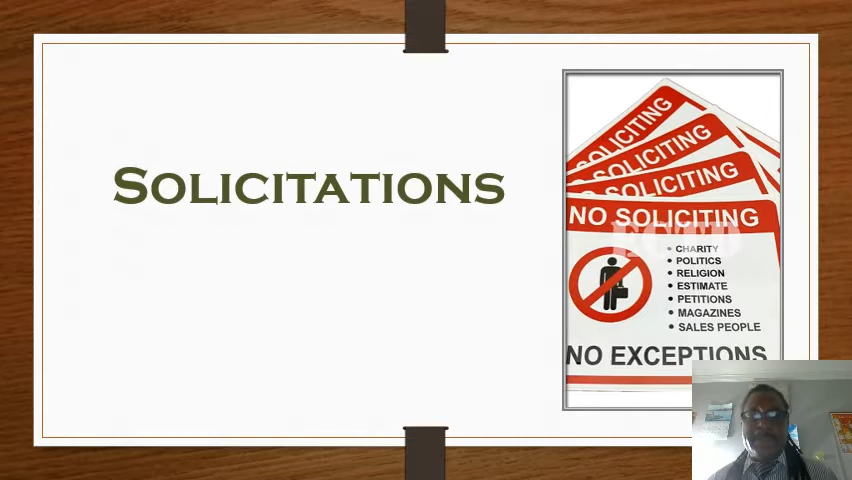 SOLICITATIONS
SOLICITING
SOLICITING
SOLICITING
NO SOLICITING
• CHARITY
• POLITICS
• RELIGION
• ESTIMATE
• PETITIONS
• MAGAZINES
• SALES PEOPLE
NO EXCEPTIONS